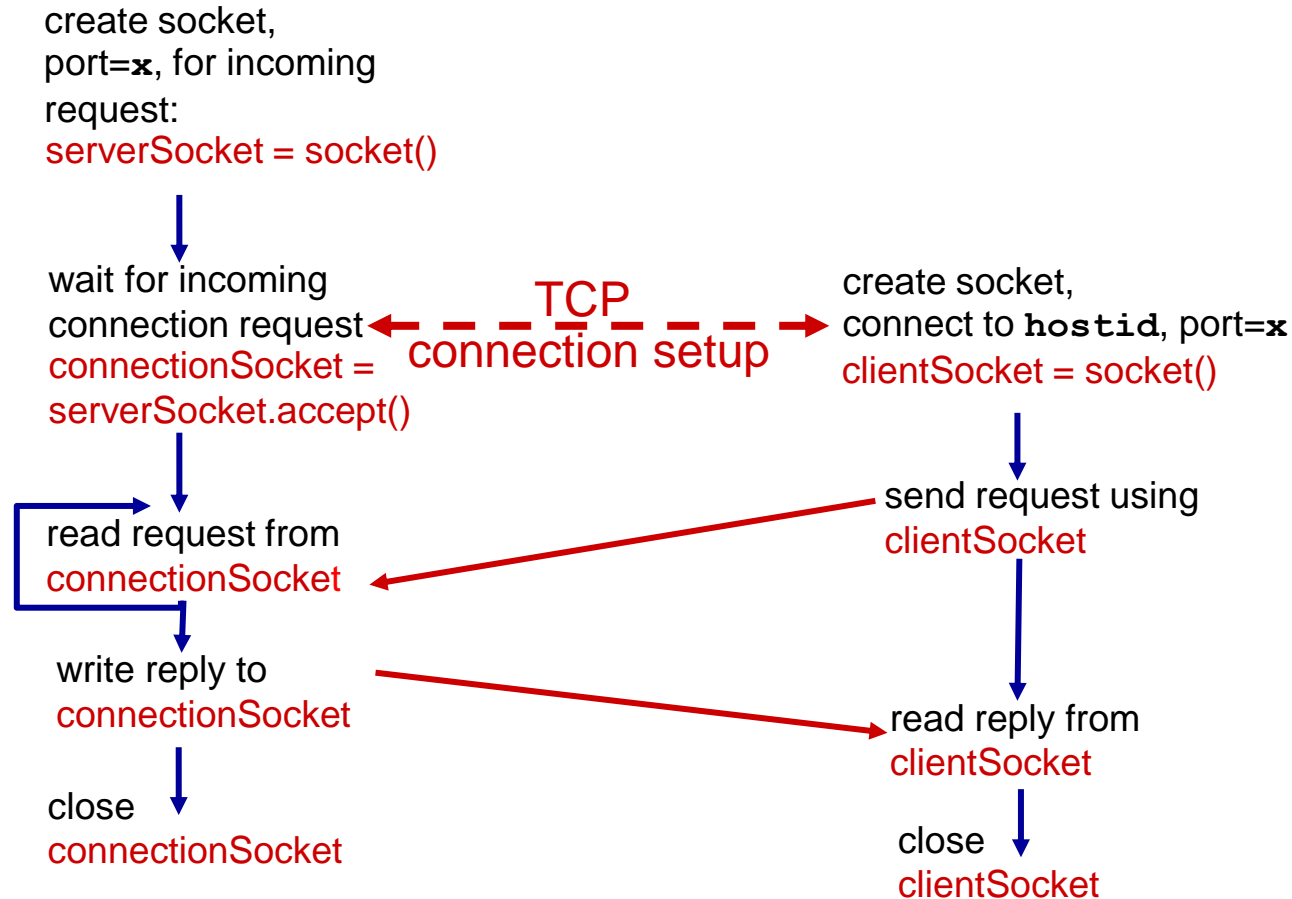 create socket,
port=x, for incoming
request:
serverSocket = socket()
wait for incoming
connection request
connectionSocket =
serverSocket.accept()
TCP
connection setup
create socket,
connect to hostid, port=x
clientSocket = socket()
send request using
clientSocket
read request from
connectionSocket
write reply to
connectionSocket
read reply from
clientSocket
close
connectionSocket
close
clientSocket